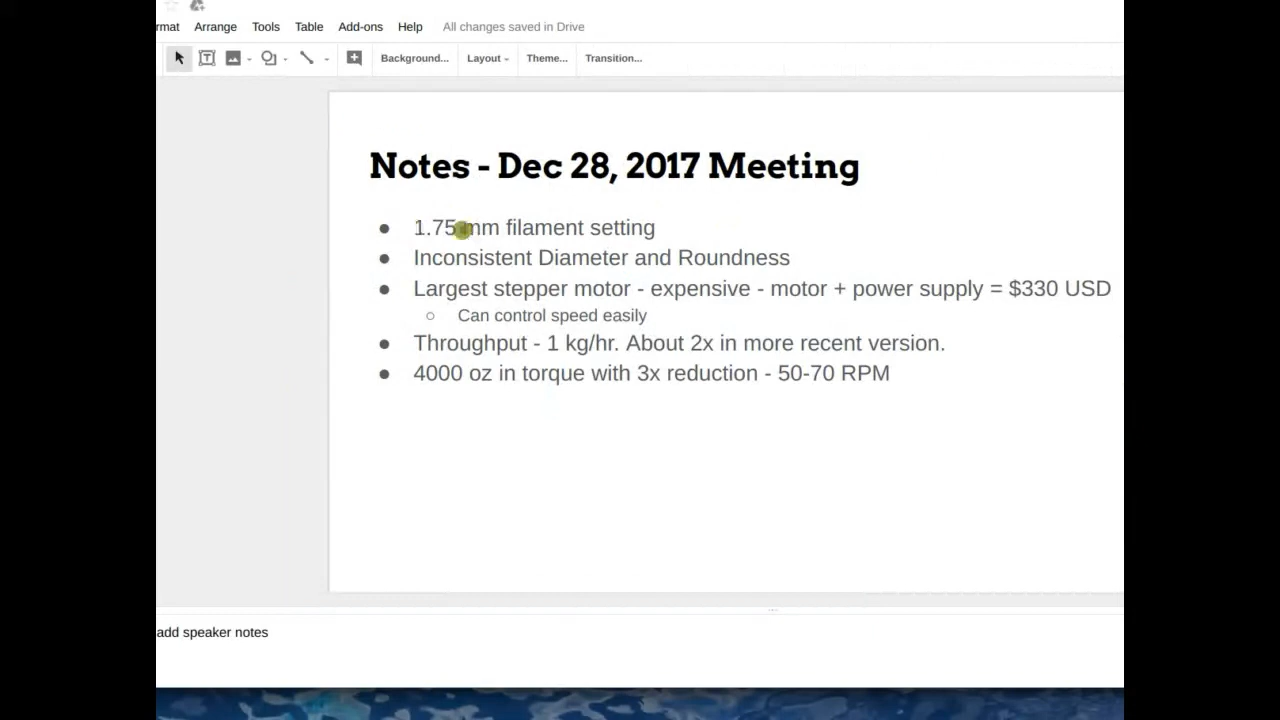 rmat Arrange Tools Table Add-ons Help All changes saved in Drive
Background... Layout Theme... Transition...
Notes - Dec 28, 2017 Meeting
● 1.75 mm filament setting
● Inconsistent Diameter and Roundness
● Largest stepper motor - expensive - motor + power supply = $330 USD
○ Can control speed easily
● Throughput - 1 kg/hr. About 2x in more recent version.
● 4000 oz in torque with 3x reduction - 50-70 RPM
add speaker notes